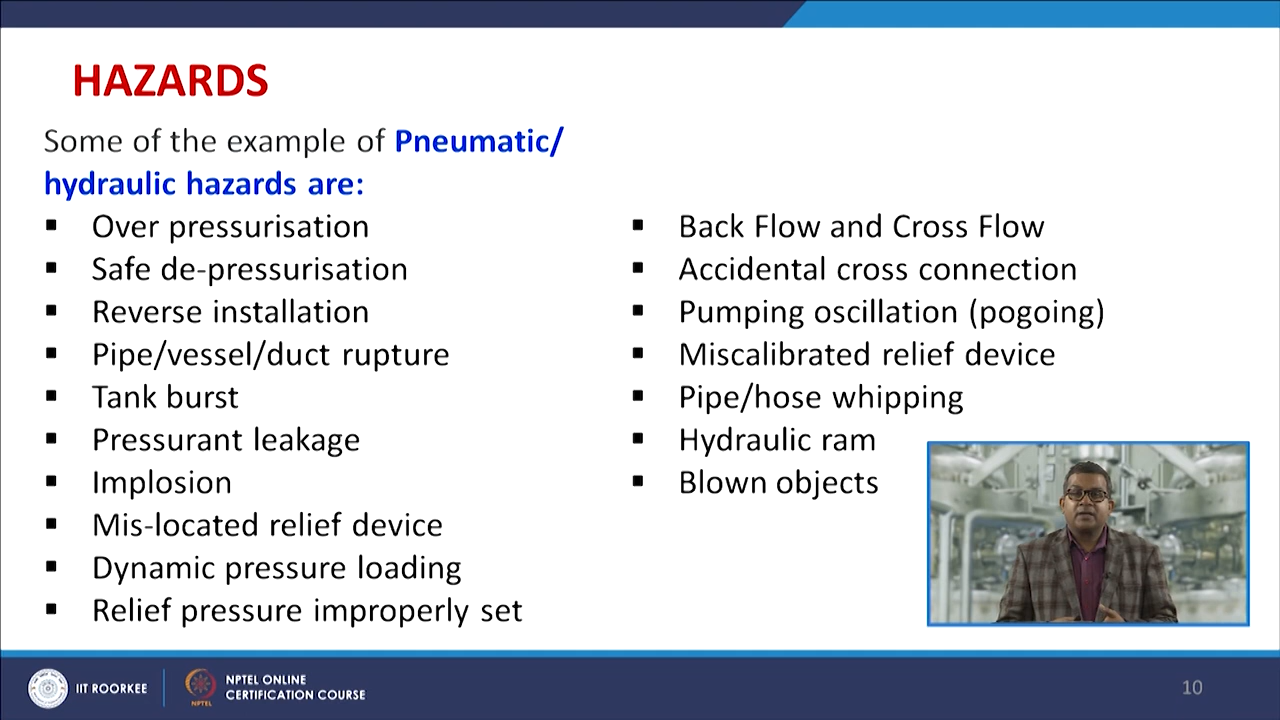 HAZARDS
Some of the example of Pneumatic/
hydraulic hazards are:
▪ Over pressurisation
▪ Safe de-pressurisation
▪ Reverse installation
▪ Pipe/vessel/duct rupture
▪ Tank burst
▪ Pressurant leakage
▪ Implosion
▪ Mis-located relief device
▪ Dynamic pressure loading
▪ Relief pressure improperly set
▪ Back Flow and Cross Flow
▪ Accidental cross connection
▪ Pumping oscillation (pogoing)
▪ Miscalibrated relief device
▪ Pipe/hose whipping
▪ Hydraulic ram
▪ Blown objects
IIT ROORKEE
NPTEL
NPTEL ONLINE
CERTIFICATION COURSE
10